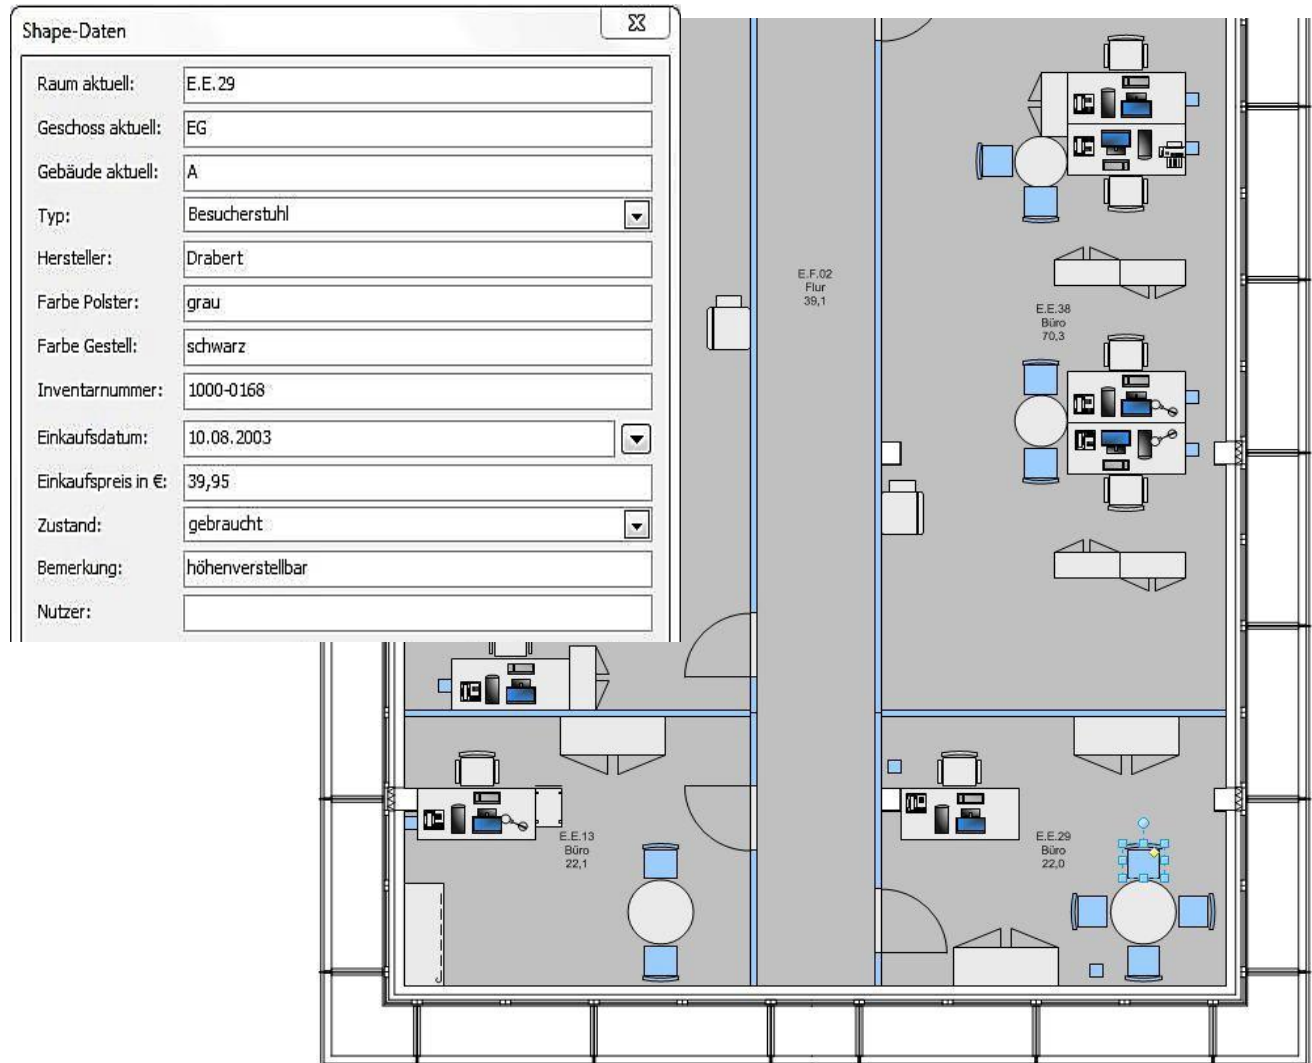 Shape-Daten
Raum aktuell: E.E.29
Geschoss aktuell: EG
Gebäude aktuell: A
Typ: Besucherstuhl
Hersteller: Drabert
Farbe Polster: grau
Farbe Gestell: schwarz
Inventarnummer: 1000-0168
Einkaufsdatum: 10.08.2003
Einkaufspreis in €: 39,95
Zustand: gebraucht
Bemerkung: höhenverstellbar
Nutzer:
E.F.02
Flur
39,1
E.E.38
Büro
70,3
E.E.13
Büro
22,1
E.E.29
Büro
22,0